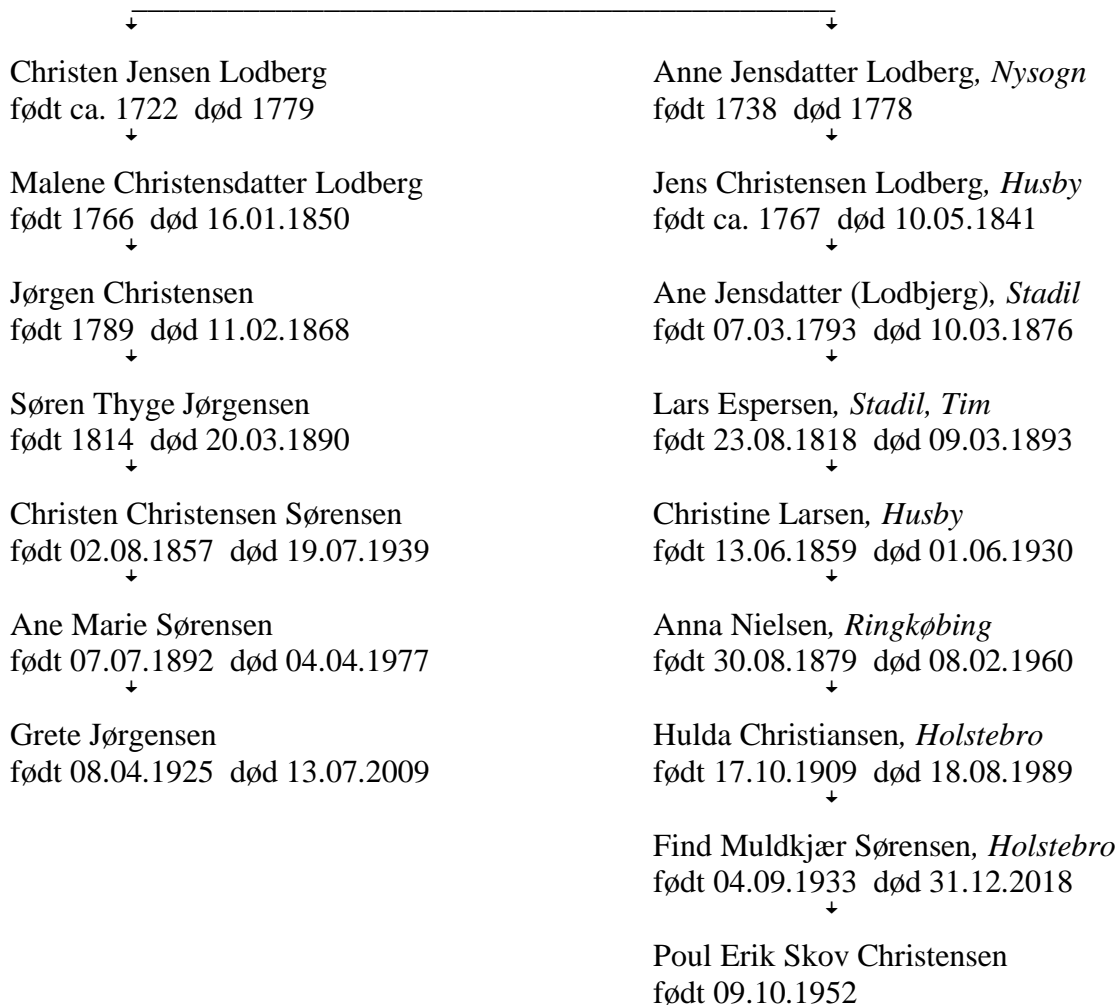 Christen Jensen Lodberg
født ca. 1722 død 1779
Malene Christensdatter Lodberg
født 1766 død 16.01.1850
Jørgen Christensen
født 1789 død 11.02.1868
Søren Thyge Jørgensen
født 1814 død 20.03.1890
Christen Christensen Sørensen
født 02.08.1857 død 19.07.1939
Ane Marie Sørensen
født 07.07.1892 død 04.04.1977
Grete Jørgensen
født 08.04.1925 død 13.07.2009
Anne Jensdatter Lodberg, Nysogn
født 1738 død 1778
Jens Christensen Lodberg, Husby
født ca. 1767 død 10.05.1841
Ane Jensdatter (Lodbjerg), Stadil
født 07.03.1793 død 10.03.1876
Lars Espersen, Stadil, Tim
født 23.08.1818 død 09.03.1893
Christine Larsen, Husby
født 13.06.1859 død 01.06.1930
Anna Nielsen, Ringkøbing
født 30.08.1879 død 08.02.1960
Hulda Christiansen, Holstebro
født 17.10.1909 død 18.08.1989
Find Muldkjær Sørensen, Holstebro
født 04.09.1933 død 31.12.2018
Poul Erik Skov Christensen
født 09.10.1952